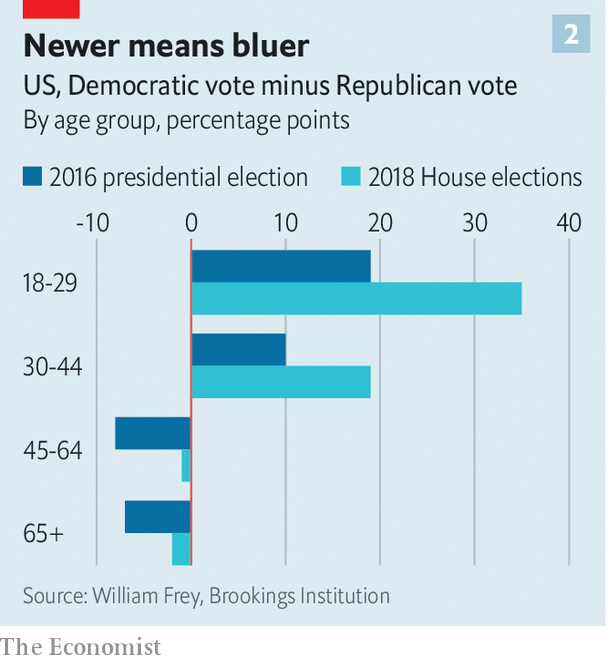 Newer means bluer
2
US, Democratic vote minus Republican vote
By age group, percentage points
2016 presidential election 2018 House elections
-10 0 10 20 30 40
18-29
30-44
45-64
65+
Source: William Frey, Brookings Institution
The Economist